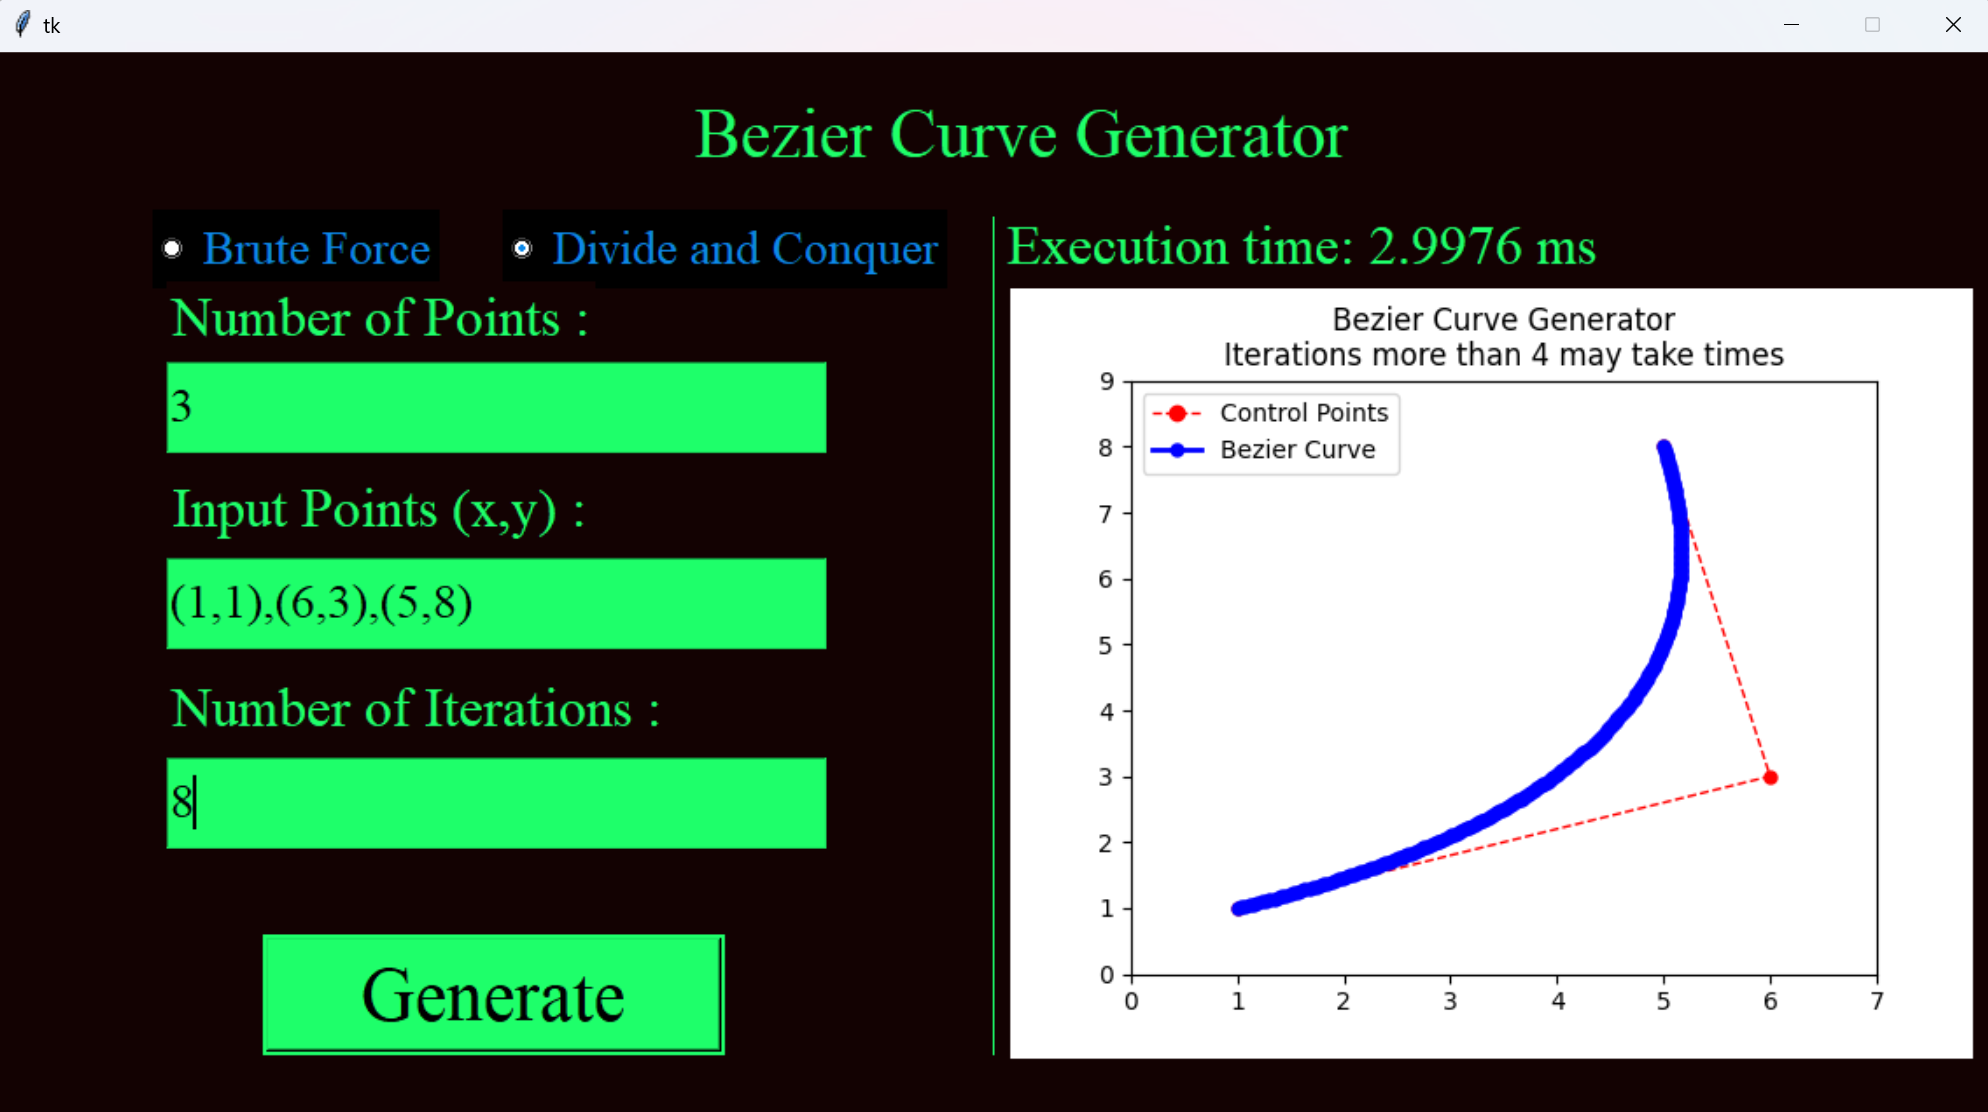 tk
Bezier Curve Generator
Brute Force
Divide and Conquer
Number of Points :
3
Input Points (x,y) :
(1,1),(6,3),(5,8)
Number of Iterations :
8
Generate
Execution time: 2.9976 ms
Bezier Curve Generator
Iterations more than 4 may take times
Control Points
Bezier Curve
9
8
7
6
5
4
3
2
1
0
0 1 2 3 4 5 6 7